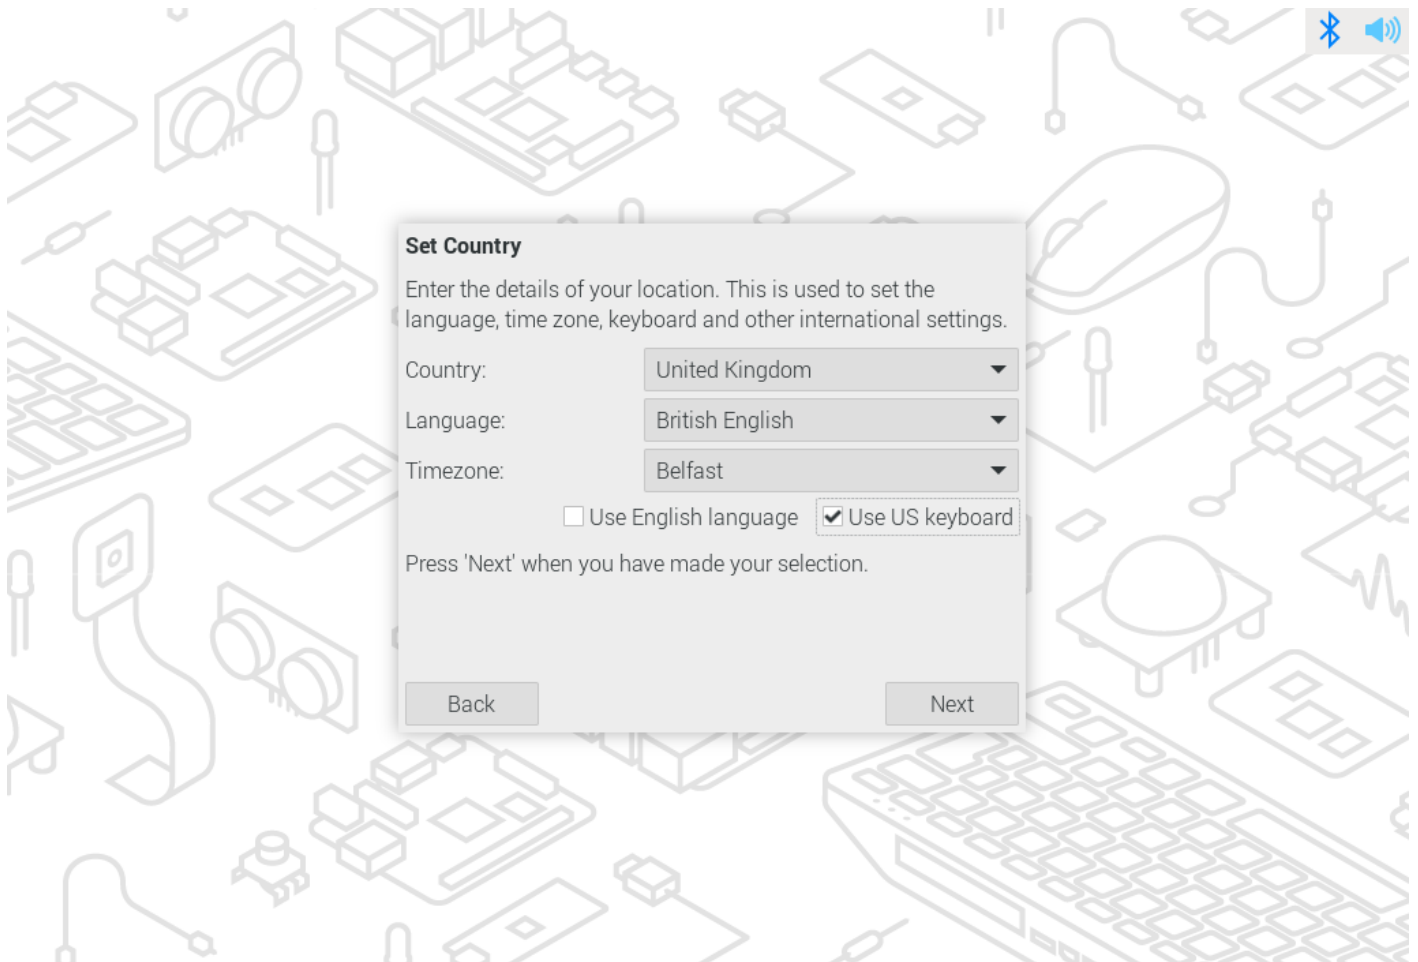 Set Country
Enter the details of your location. This is used to set the
language, time zone, keyboard and other international settings.
Country: United Kingdom
Language: British English
Timezone: Belfast
Use English language Use US keyboard
Press 'Next' when you have made your selection.
Back Next